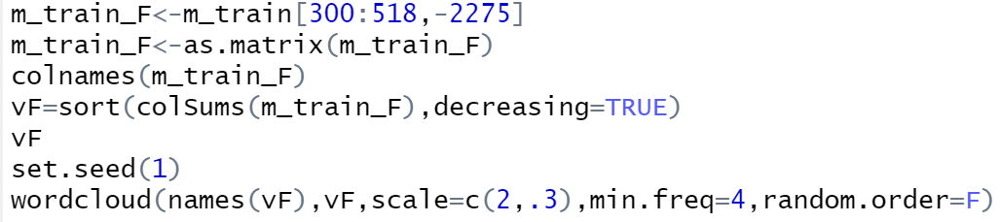 m_train_F<-m_train[300:518,-2275]
m_train_F<-as.matrix(m_train_F)
colnames(m_train_F)
vF=sort(colSums(m_train_F),decreasing=TRUE)
vF
set.seed(1)
wordcloud(names(vF),vF,scale=c(2,.3),min.freq=4,random.order=F)